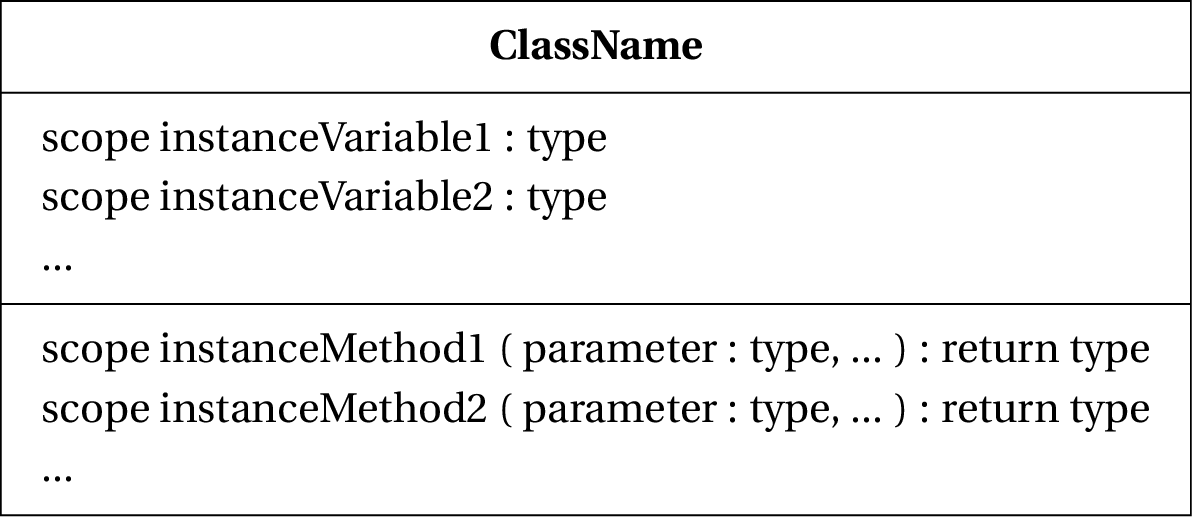 ClassName
scope instanceVariable1 : type
scope instanceVariable2 : type
...
scope instanceMethod1 ( parameter : type, ... ) : return type
scope instanceMethod2 ( parameter : type, ... ) : return type
...